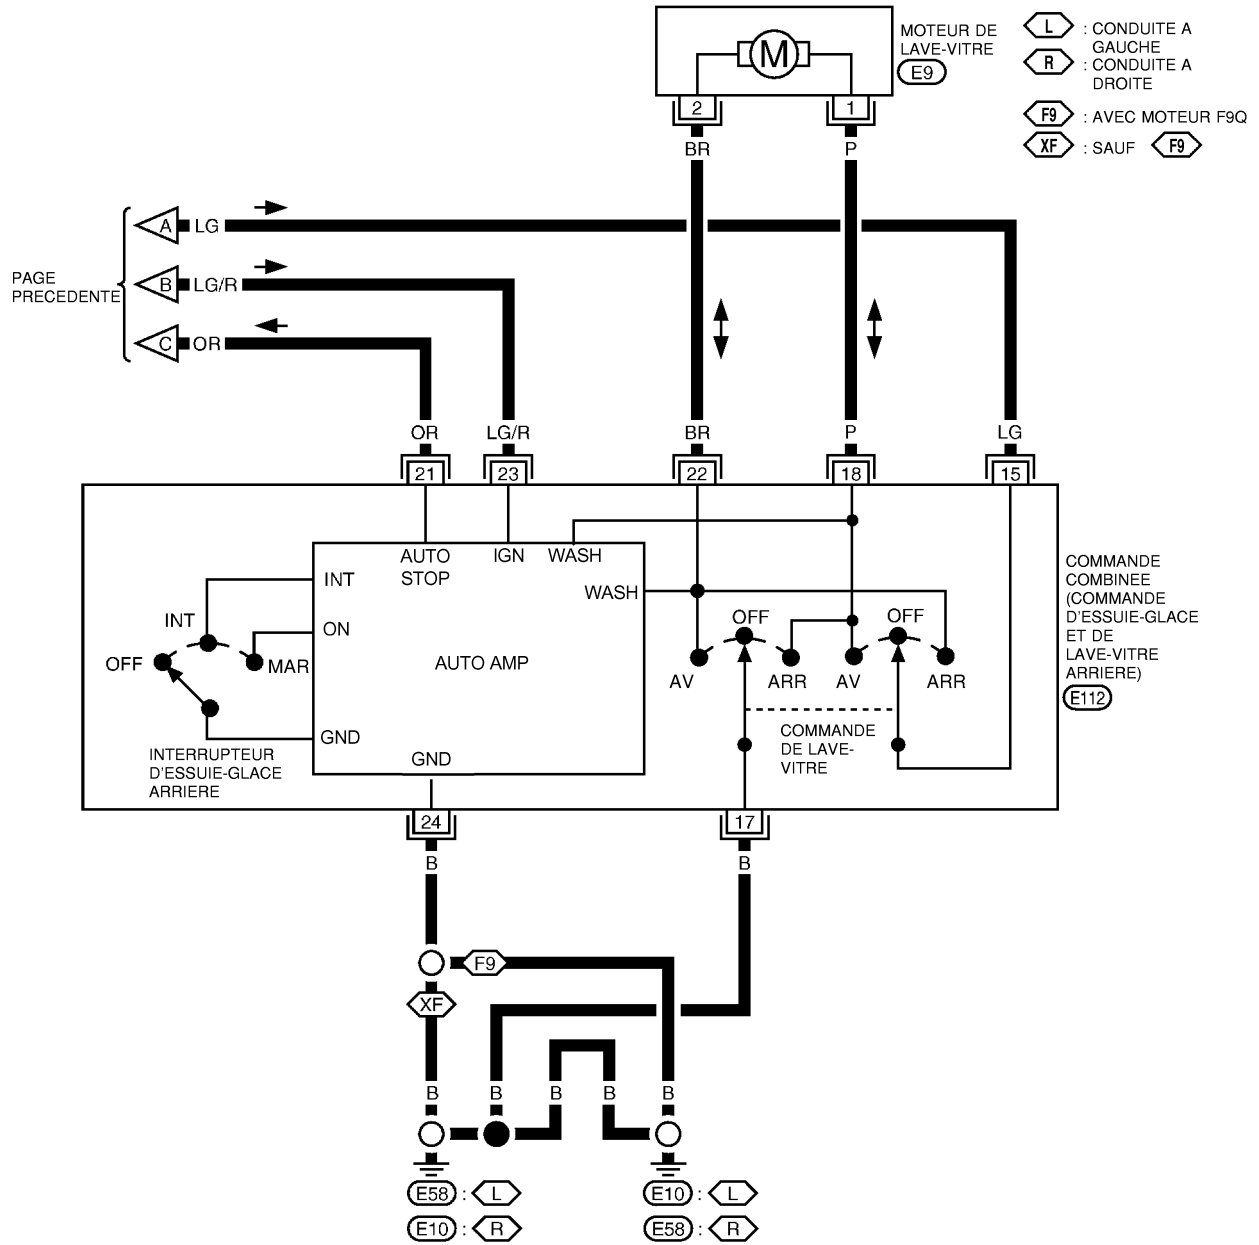 M
MOTEUR DE
LAVE-VITRE
E9
L : CONDUITE A
GAUCHE
R : CONDUITE A
DROITE
F9 : AVEC MOTEUR F9Q
XF : SAUF F9
2 1
BR P
A LG
B LG/R
C OR
PAGE
PRECEDENTE
OR LG/R BR P LG
21 23 22 18 15
AUTO
STOP
IGN
WASH
WASH
INT
ON
GND
GND
AUTO AMP
INT
OFF
MAR
INTERRUPTEUR
D'ESSUIE-GLACE
ARRIERE
OFF OFF
AV ARR AV ARR
COMMANDE
DE LAVE-
VITRE
COMMANDE
COMBINEE
(COMMANDE
D'ESSUIE-GLACE
ET DE
LAVE-VITRE
ARRIERE)
E112
24 17
B B
F9
XF
B B B B B
E58 : L E10 : L
E10 : R E58 : R